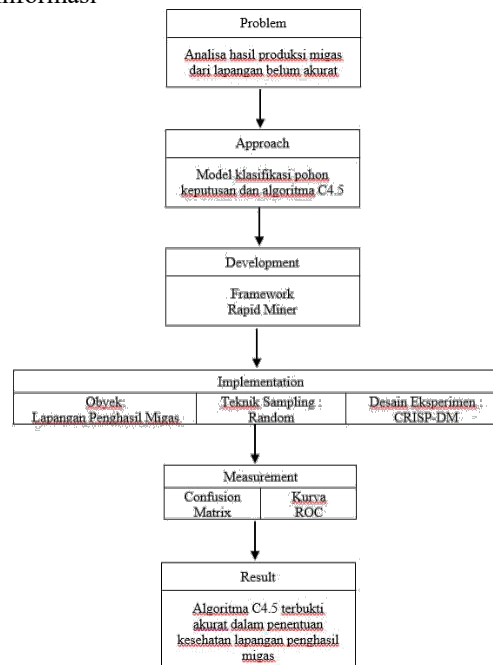 informasi
Problem
Analisa hasil produksi migas
dari lapangan belum akurat
Approach
Model klasifikasi pohon
keputusan dan algoritma C4.5
Development
Framework
Rapid Miner
Implementation
Obyek:
Lapangan Penghasil Migas
Teknik Sampling :
Random
Desain Eksperimen :
CRISP-DM
Measurement
Confusion
Matrix
Kurva
ROC
Result
Algoritma C4.5 terbukti
akurat dalam penentuan
kesehatan lapangan penghasil
migas